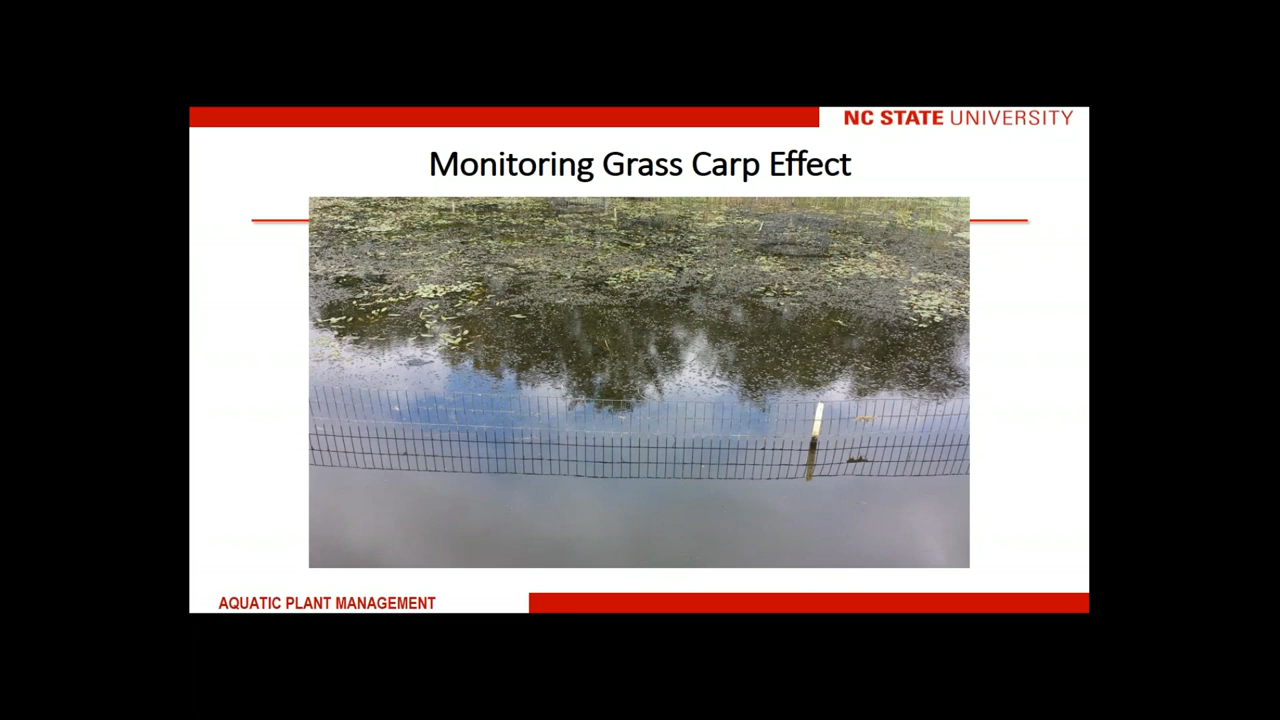 NC STATE UNIVERSITY
Monitoring Grass Carp Effect
AQUATIC PLANT MANAGEMENT